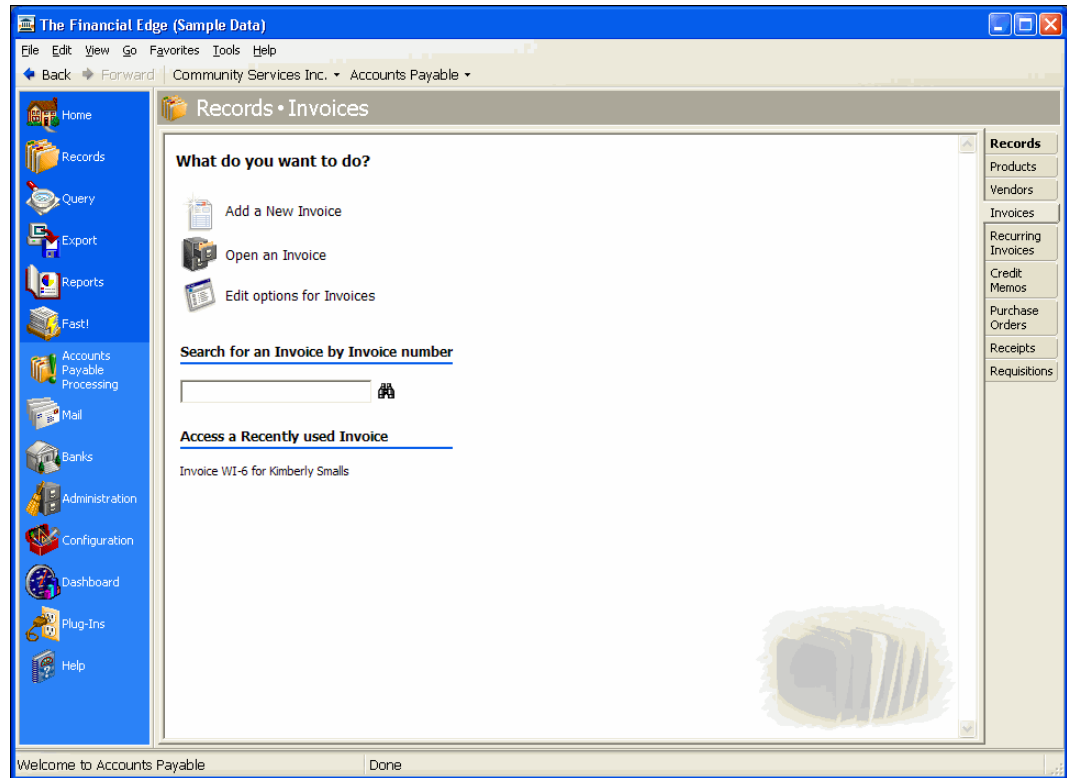 The Financial Edge (Sample Data)
File Edit View Go Favorites Tools Help
Back Forward Community Services Inc. Accounts Payable
Home
Records
Query
Export
Reports
Fast!
Accounts
Payable
Processing
Mail
Banks
Administration
Configuration
Dashboard
Plug-Ins
Help
Records • Invoices
What do you want to do?
Add a New Invoice
Open an Invoice
Edit options for Invoices
Search for an Invoice by Invoice number
Access a Recently used Invoice
Invoice WI-6 for Kimberly Smalls
Records
Products
Vendors
Invoices
Recurring
Invoices
Credit
Memos
Purchase
Orders
Receipts
Requisitions
Welcome to Accounts Payable Done